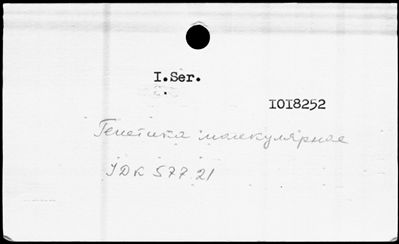 I.Ser.
IOI8252
Генетика молекулярная
УДК 577.21